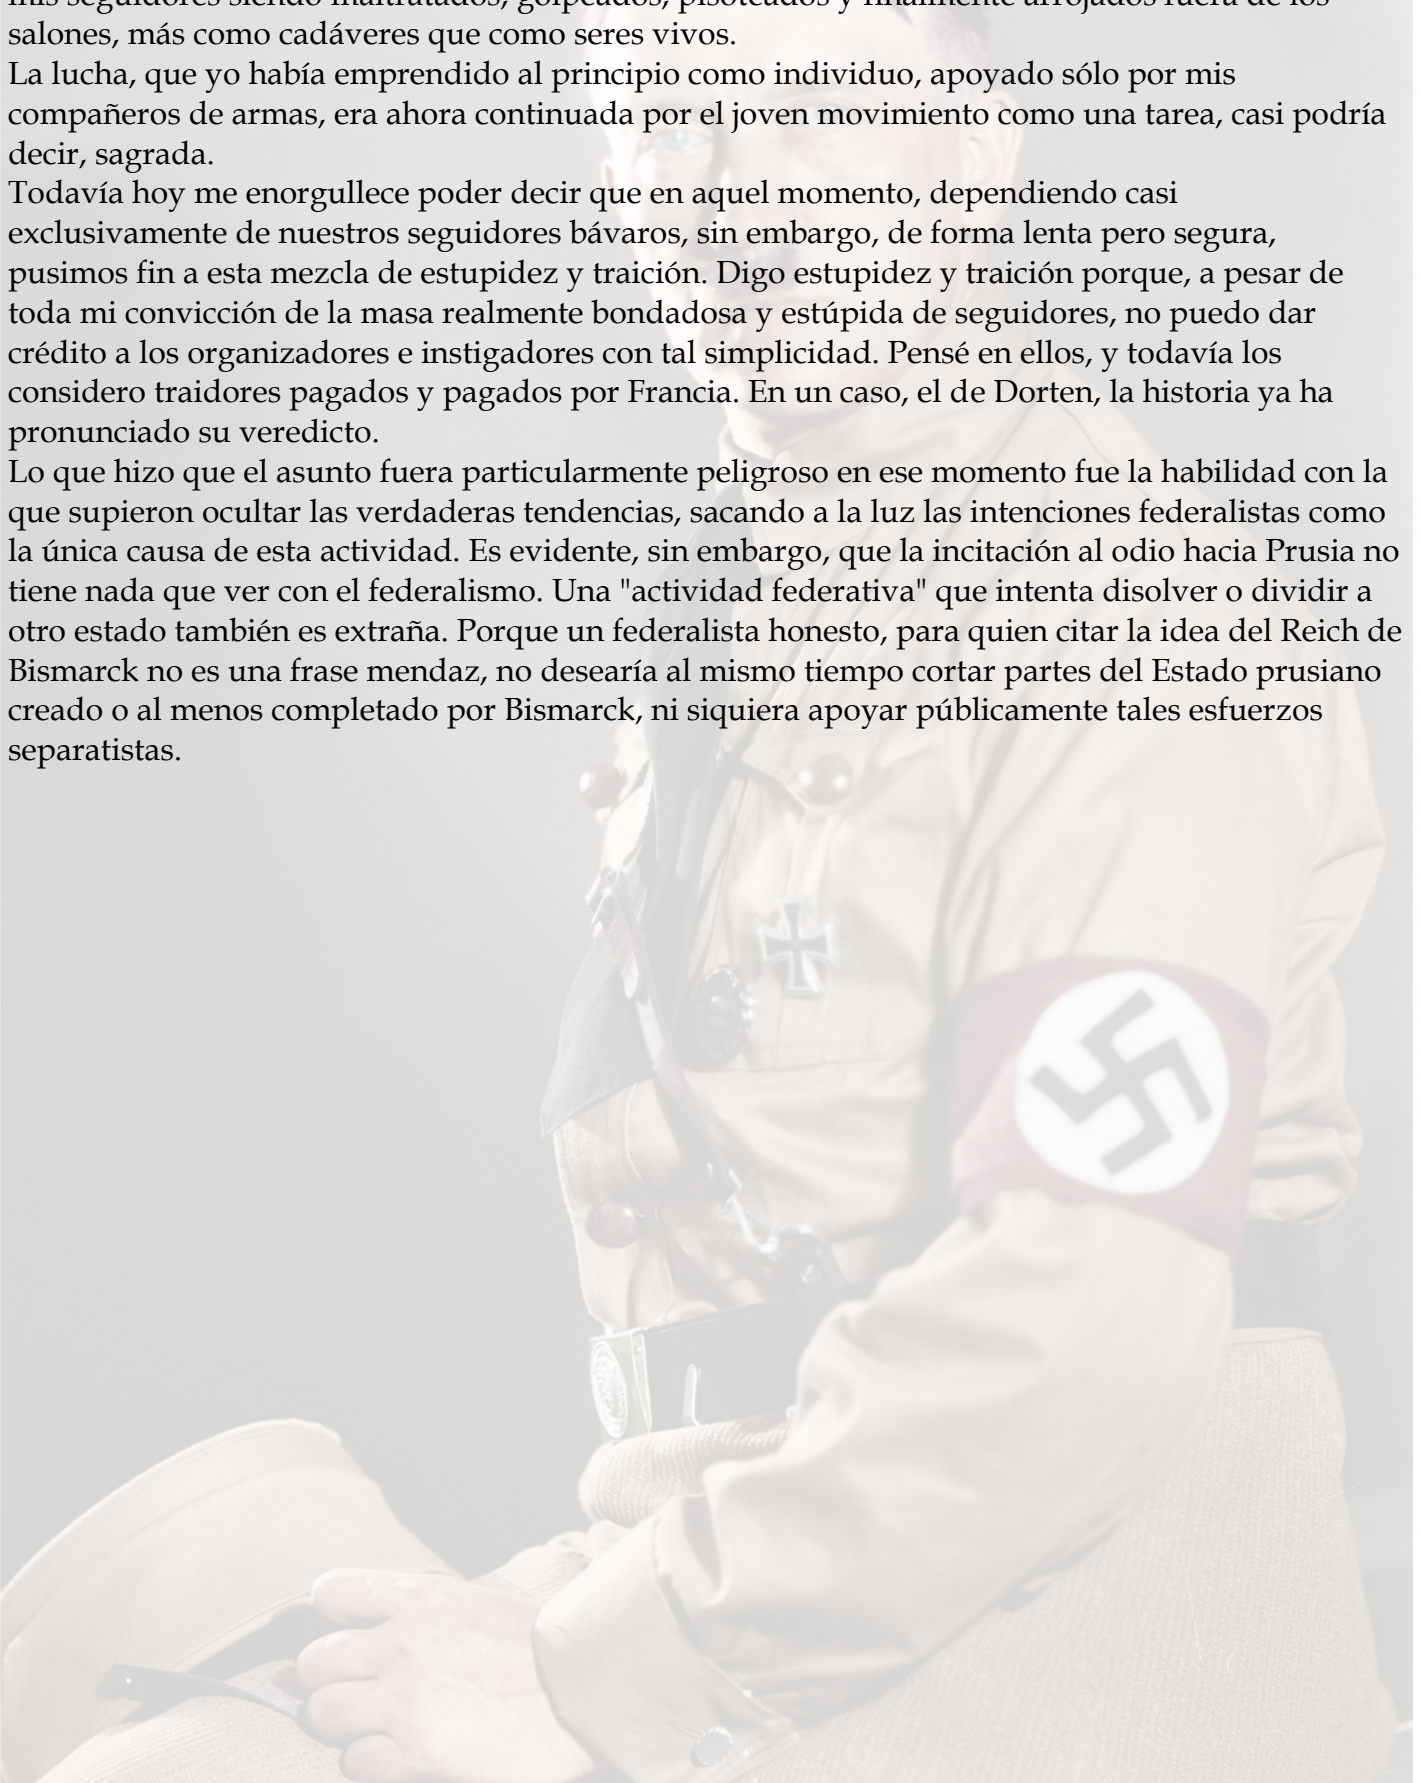 mis seguidores siendo maltratados, golpeados, pisoteados y finalmente arrojados fuera de los
salones, más como cadáveres que como seres vivos.
La lucha, que yo había emprendido al principio como individuo, apoyado sólo por mis
compañeros de armas, era ahora continuada por el joven movimiento como una tarea, casi podría
decir, sagrada.
Todavía hoy me enorgullece poder decir que en aquel momento, dependiendo casi
exclusivamente de nuestros seguidores bávaros, sin embargo, de forma lenta pero segura,
pusimos fin a esta mezcla de estupidez y traición. Digo estupidez y traición porque, a pesar de
toda mi convicción de la masa realmente bondadosa y estúpida de seguidores, no puedo dar
crédito a los organizadores e instigadores con tal simplicidad. Pensé en ellos, y todavía los
considero traidores pagados y pagados por Francia. En un caso, el de Dorten, la historia ya ha
pronunciado su veredicto.
Lo que hizo que el asunto fuera particularmente peligroso en ese momento fue la habilidad con la
que supieron ocultar las verdaderas tendencias, sacando a la luz las intenciones federalistas como
la única causa de esta actividad. Es evidente, sin embargo, que la incitación al odio hacia Prusia no
tiene nada que ver con el federalismo. Una "actividad federativa" que intenta disolver o dividir a
otro estado también es extraña. Porque un federalista honesto, para quien citar la idea del Reich de
Bismarck no es una frase mendaz, no desearía al mismo tiempo cortar partes del Estado prusiano
creado o al menos completado por Bismarck, ni siquiera apoyar públicamente tales esfuerzos
separatistas.